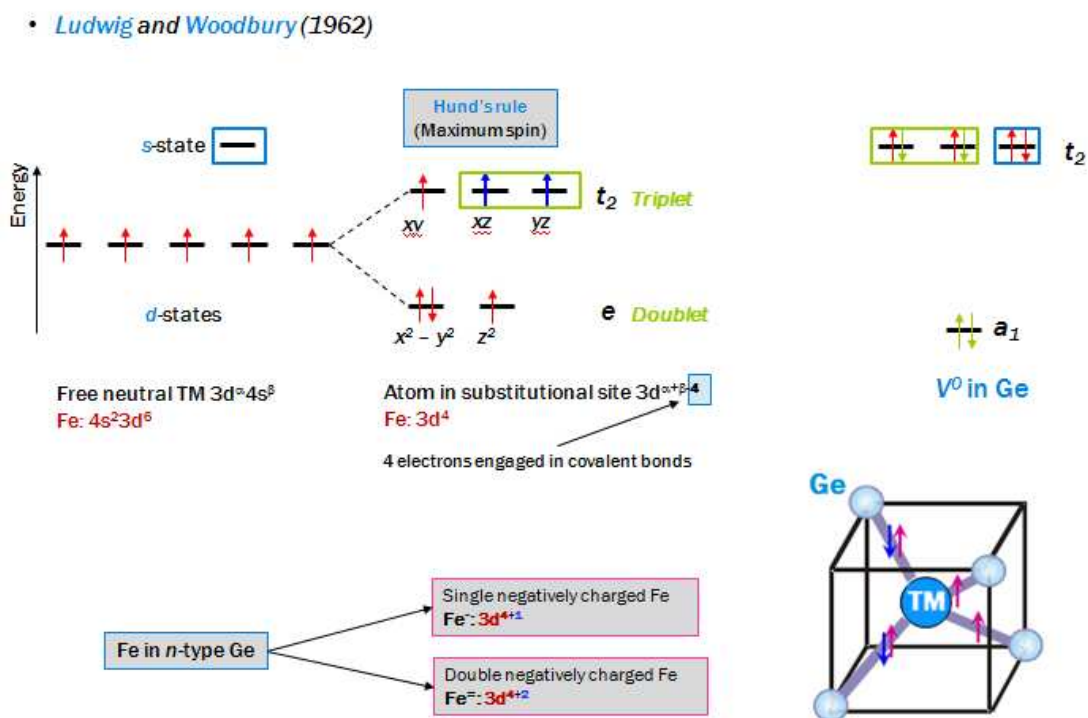 • Ludwig and Woodbury (1962)
Hund's rule
(Maximum spin)
s-state
Energy
t₂ Triplet
xy xz yz
d-states
e Doublet
x² – y² z²
t₂
a₁
V⁰ in Ge
Free neutral TM 3dᵅ4sᵝ
Fe: 4s²3d⁶
Atom in substitutional site 3dᵅ⁺ᵝ⁻⁴
Fe: 3d⁴
4 electrons engaged in covalent bonds
Ge
TM
Fe in n-type Ge
Single negatively charged Fe
Fe⁻: 3d⁴⁺¹
Double negatively charged Fe
Fe⁼: 3d⁴⁺²